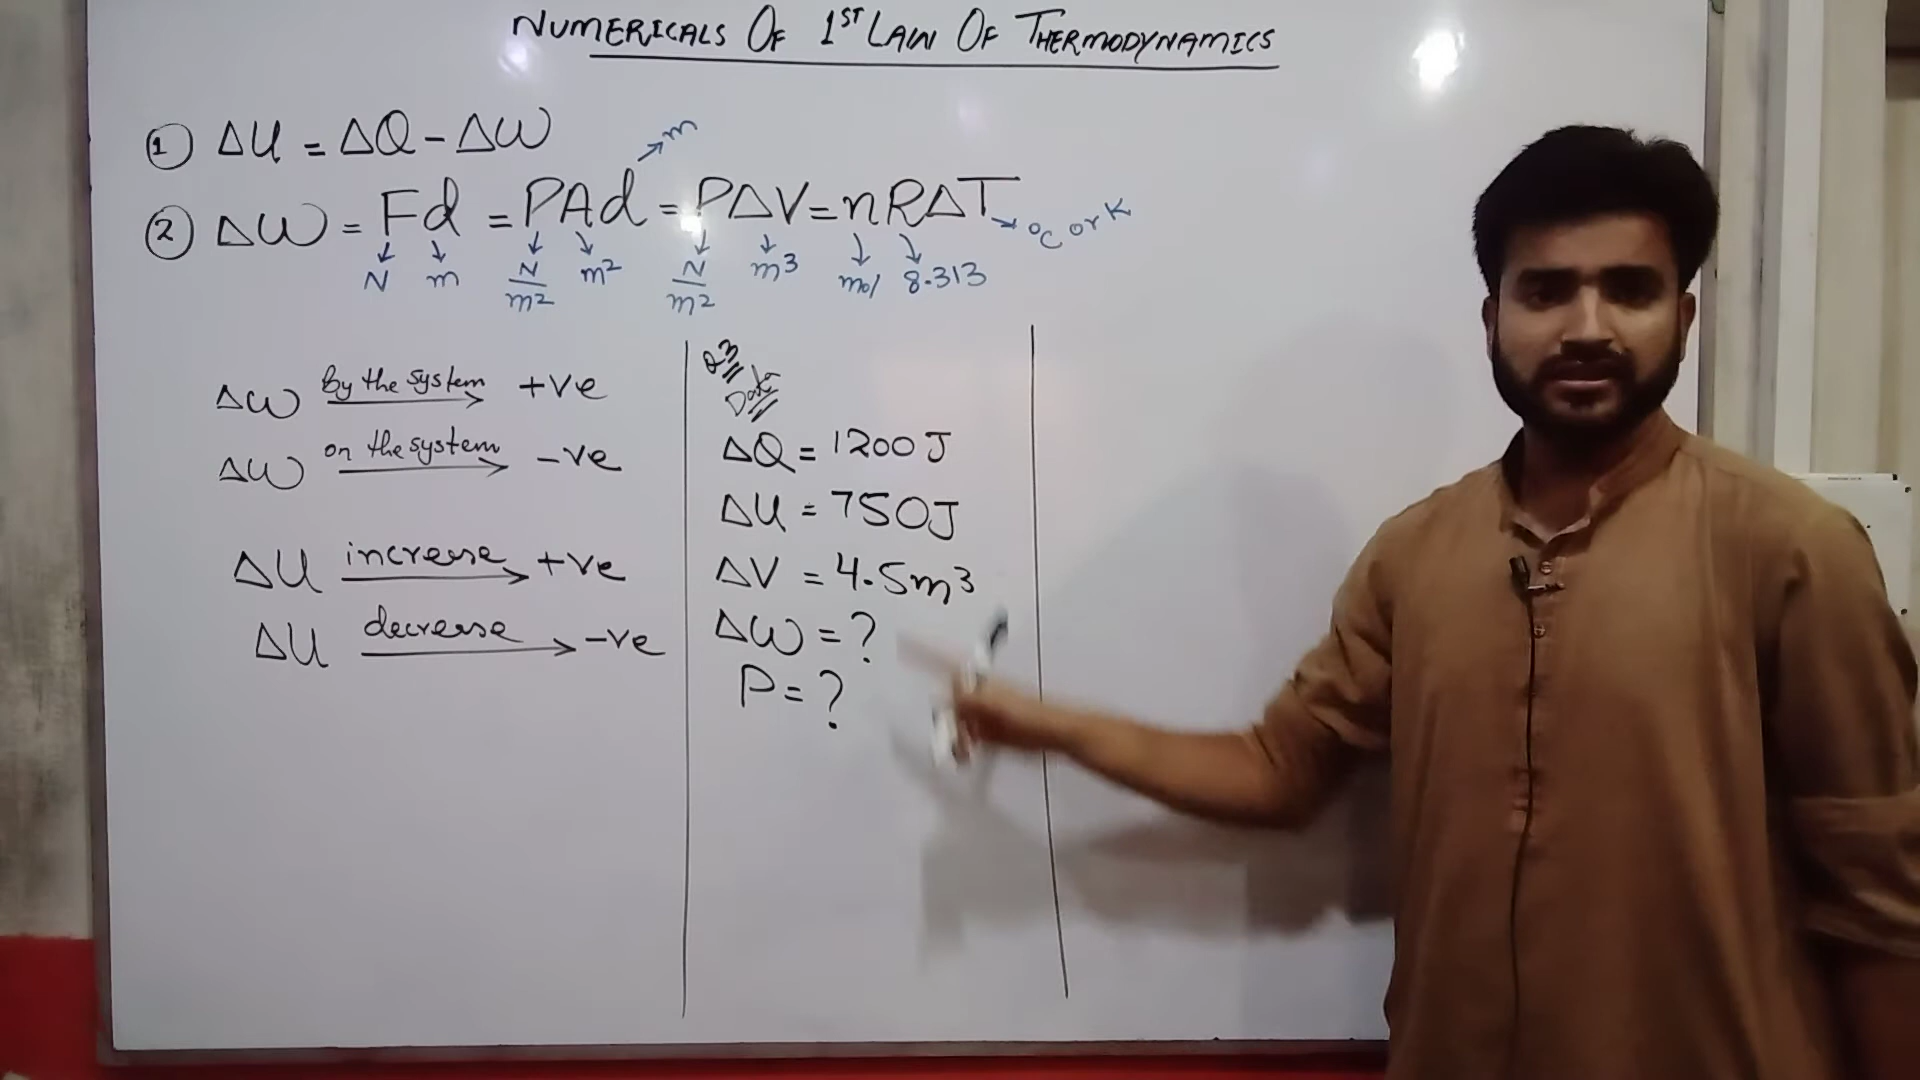 NUMERICALS OF 1ST LAW OF THERMODYNAMICS
① ΔU = ΔQ - ΔW
② ΔW = Fd = PAd = PΔV = nRΔT
→ m
→ °C or K
N m N/m² m² N/m² m³ mol 8.313
ΔW By the system → +ve
ΔW on the system → -ve
ΔU increase → +ve
ΔU decrease → -ve
Q3
Data
ΔQ = 1200J
ΔU = 750J
ΔV = 4.5m³
ΔW = ?
P = ?